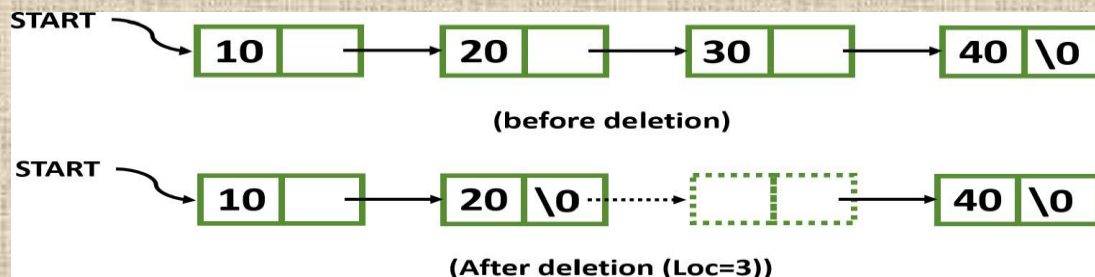 START
10 20 30 40 \0
(before deletion)
START
10 20 \0 40 \0
(After deletion (Loc=3))